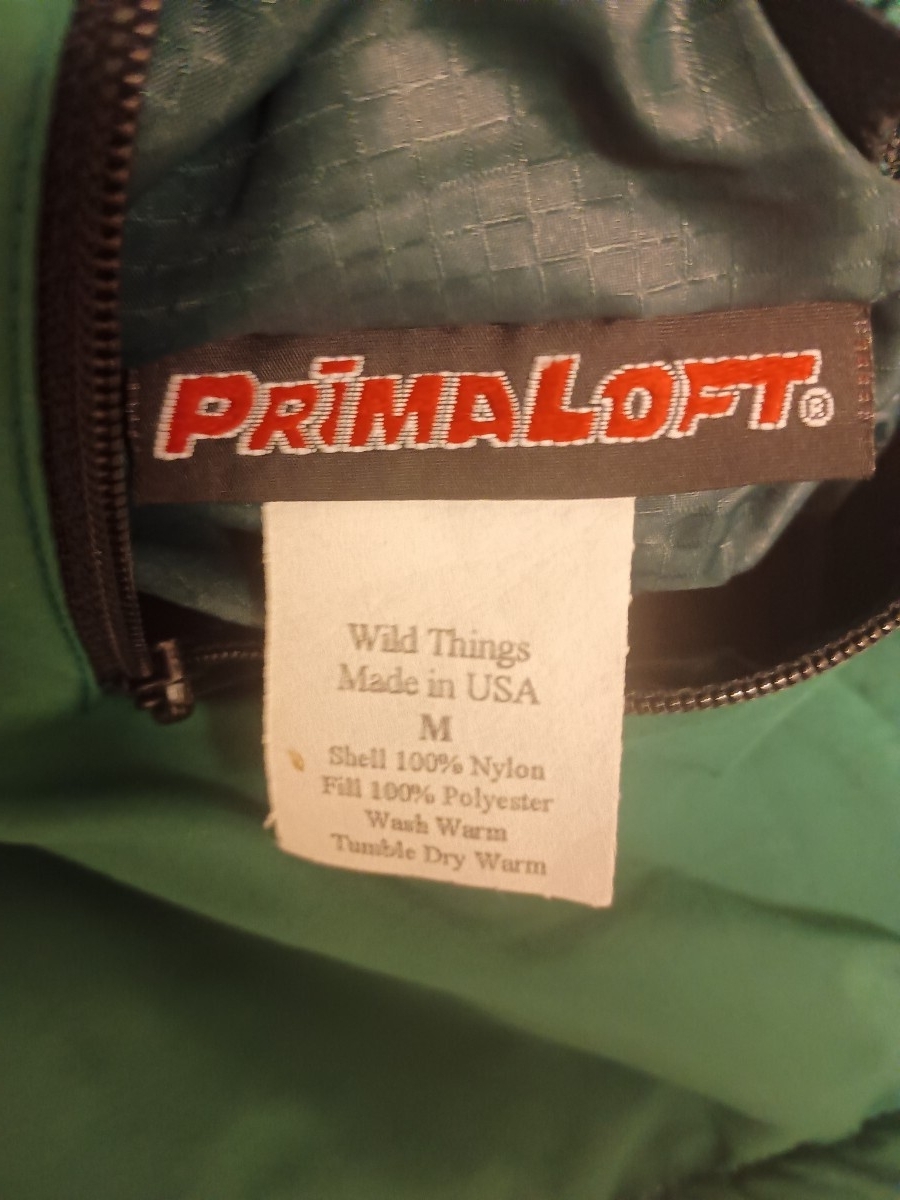 PRIMALOFT®
Wild Things
Made in USA
M
Shell 100% Nylon
Fill 100% Polyester
Wash Warm
Tumble Dry Warm